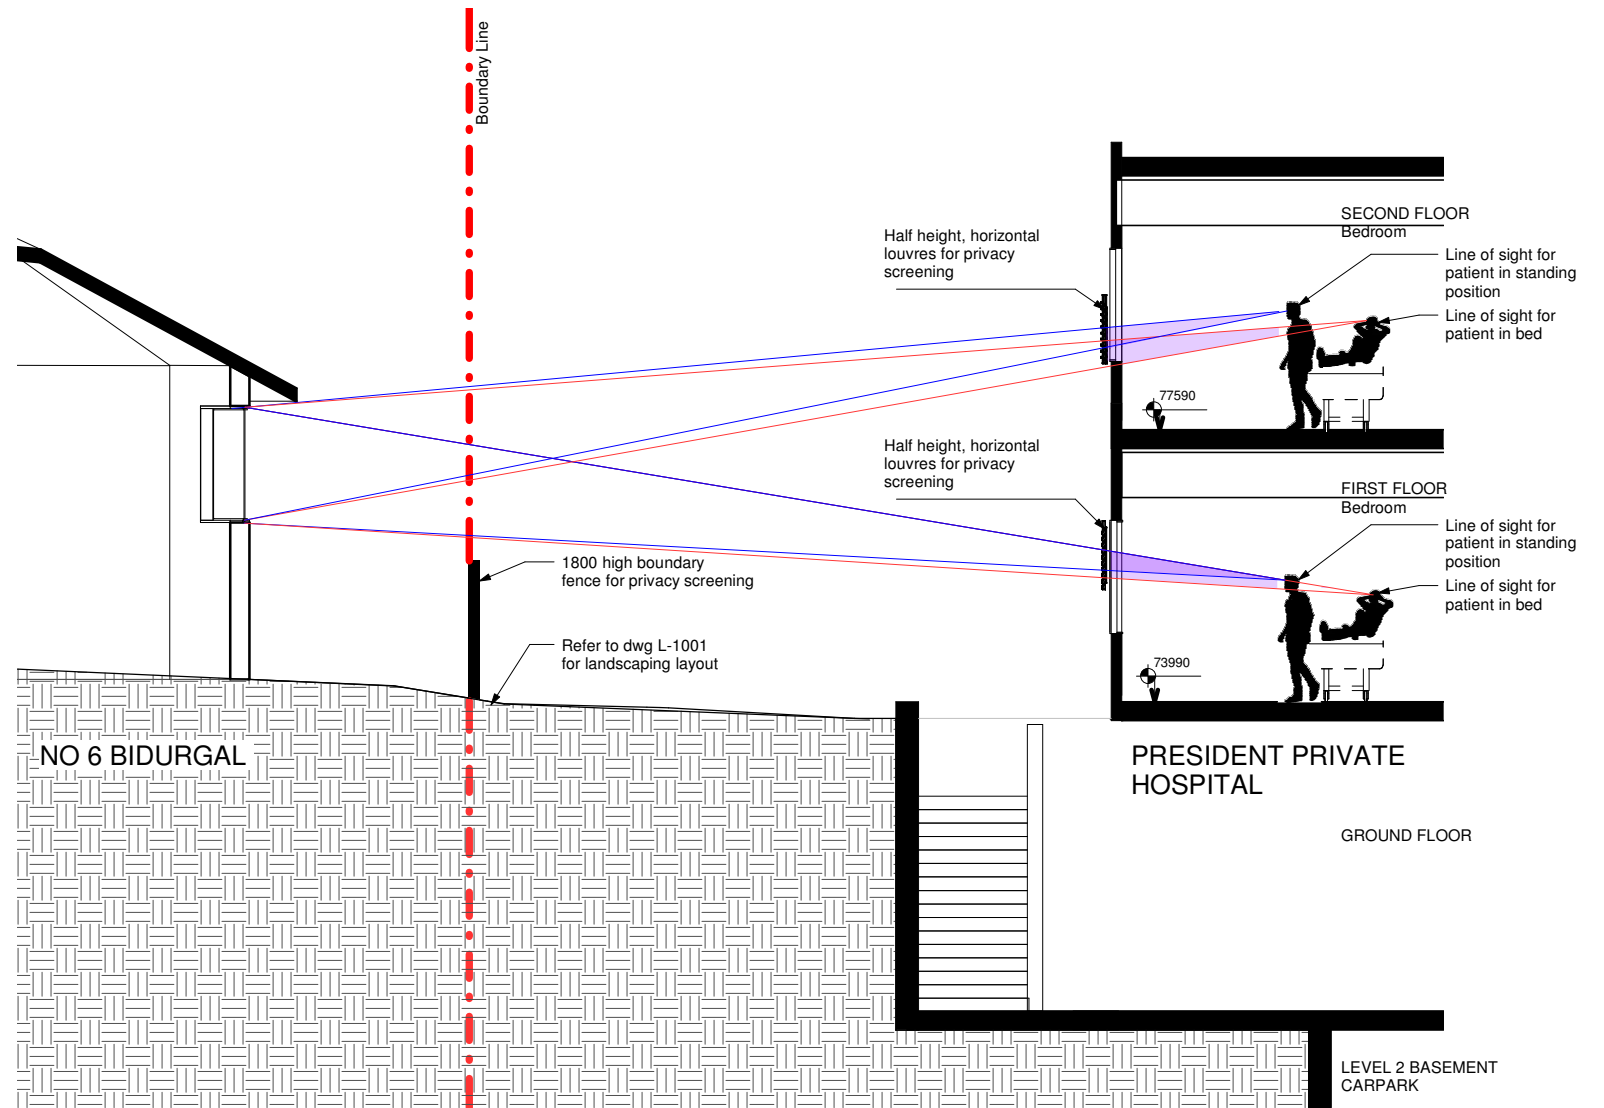 Boundary Line
Half height, horizontal
louvres for privacy
screening
SECOND FLOOR
Bedroom
Line of sight for
patient in standing
position
Line of sight for
patient in bed
77590
Half height, horizontal
louvres for privacy
screening
FIRST FLOOR
Bedroom
Line of sight for
patient in standing
position
Line of sight for
patient in bed
1800 high boundary
fence for privacy screening
Refer to dwg L-1001
for landscaping layout
73990
NO 6 BIDURGAL
PRESIDENT PRIVATE
HOSPITAL
GROUND FLOOR
LEVEL 2 BASEMENT
CARPARK